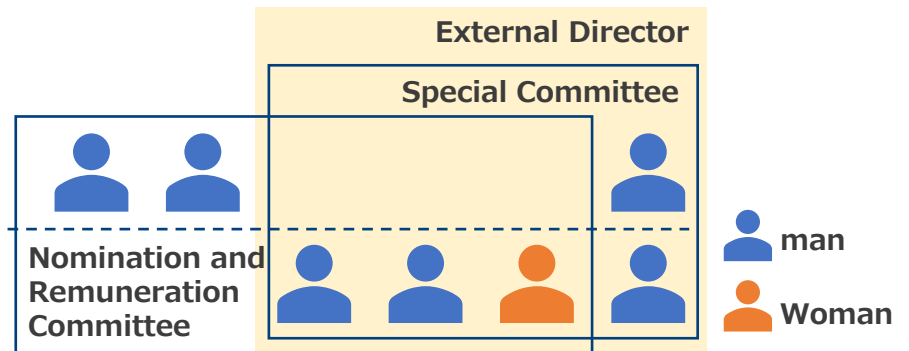 External Director
Special Committee
Nomination and
Remuneration
Committee
man
Woman